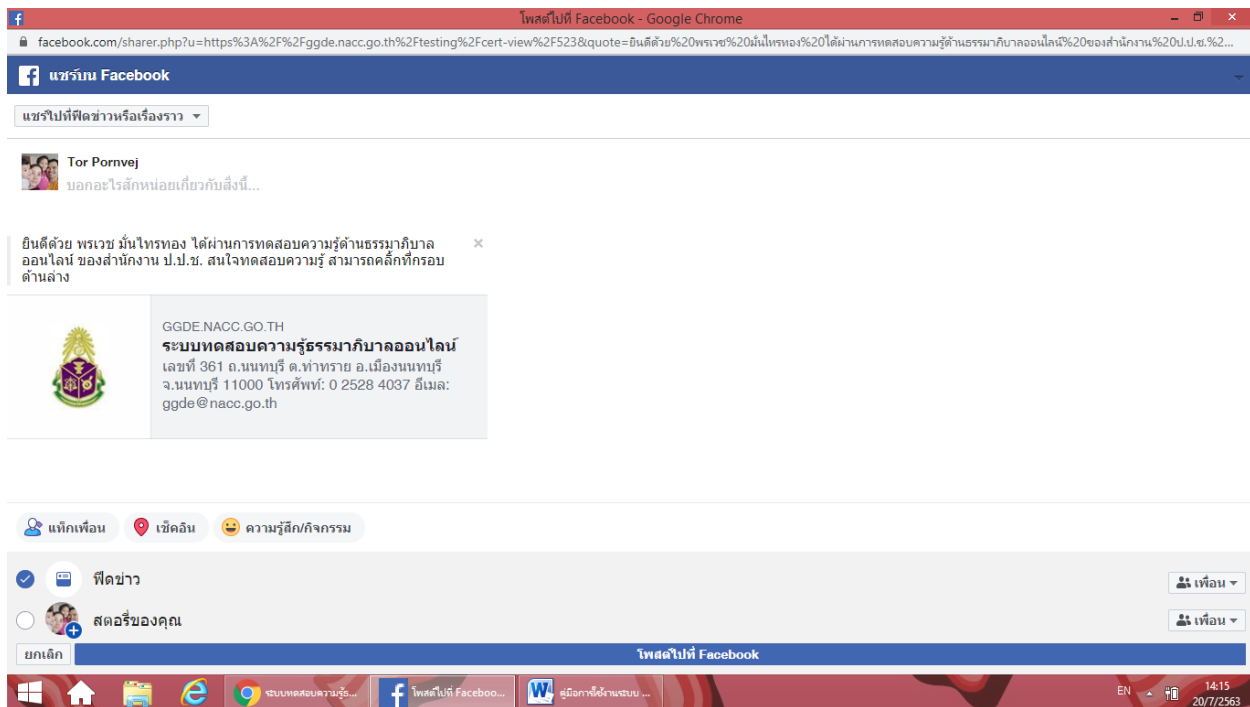 โพสต์ไปที่ Facebook - Google Chrome
facebook.com/sharer.php?u=https%3A%2F%2Fggde.nacc.go.th%2Ftesting%2Fcert-view%2F523&quote=ยินดีด้วย%20พรเวช%20มั่นไทรทอง%20ได้ผ่านการทดสอบความรู้ด้านธรรมาภิบาลออนไลน์%20ของสำนักงาน%20ป.ป.ช.%2...
แชร์บน Facebook
แชร์ไปที่ฟีดข่าวหรือเรื่องราว
Tor Pornvej
บอกอะไรสักหน่อยเกี่ยวกับสิ่งนี้...
ยินดีด้วย พรเวช มั่นไทรทอง ได้ผ่านการทดสอบความรู้ด้านธรรมาภิบาล
ออนไลน์ ของสำนักงาน ป.ป.ช. สนใจทดสอบความรู้ สามารถคลิ้กที่กรอบ
ด้านล่าง
GGDE.NACC.GO.TH
ระบบทดสอบความรู้ธรรมาภิบาลออนไลน์
เลขที่ 361 ถ.นนทบุรี ต.ท่าทราย อ.เมืองนนทบุรี
จ.นนทบุรี 11000 โทรศัพท์: 0 2528 4037 อีเมล:
ggde@nacc.go.th
แท็กเพื่อน เช็คอิน ความรู้สึก/กิจกรรม
ฟีดข่าว เพื่อน
สตอรี่ของคุณ เพื่อน
ยกเลิก โพสต์ไปที่ Facebook
ระบบทดสอบความรู้ธ... โพสต์ไปที่ Faceboo... คู่มือการใช้งานระบบ ... EN 14:15
20/7/2563